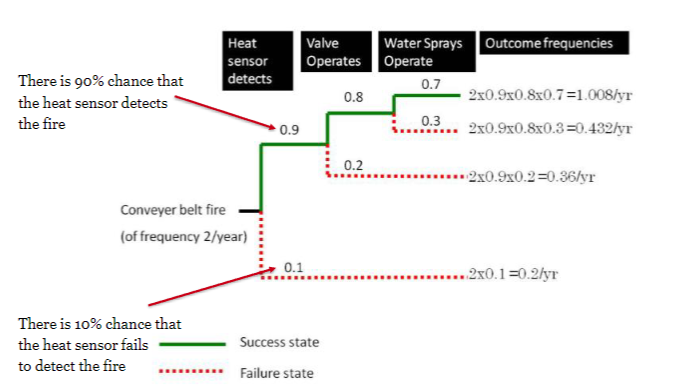 Heat
sensor
detects
Valve
Operates
Water Sprays
Operate
Outcome frequencies
There is 90% chance that
the heat sensor detects
the fire
0.9
0.8
0.7
2x0.9x0.8x0.7=1.008/yr
0.3
2x0.9x0.8x0.3=0.432/yr
0.2
2x0.9x0.2=0.36/yr
Conveyer belt fire
(of frequency 2/year)
0.1
2x0.1=0.2/yr
There is 10% chance that
the heat sensor fails
to detect the fire
Success state
Failure state